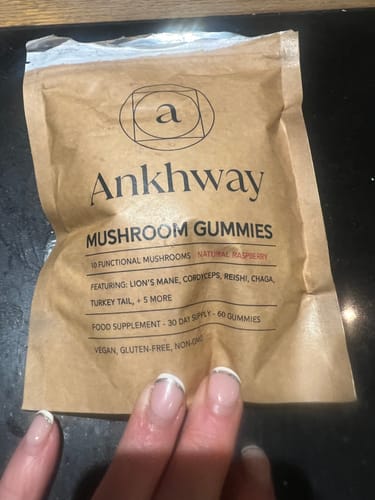 a
Ankhway
MUSHROOM GUMMIES
10 FUNCTIONAL MUSHROOMS NATURAL RASPBERRY
FEATURING: LION'S MANE, CORDYCEPS, REISHI, CHAGA,
TURKEY TAIL, + 5 MORE
FOOD SUPPLEMENT - 30 DAY SUPPLY - 60 GUMMIES
VEGAN, GLUTEN-FREE, NON-GMO